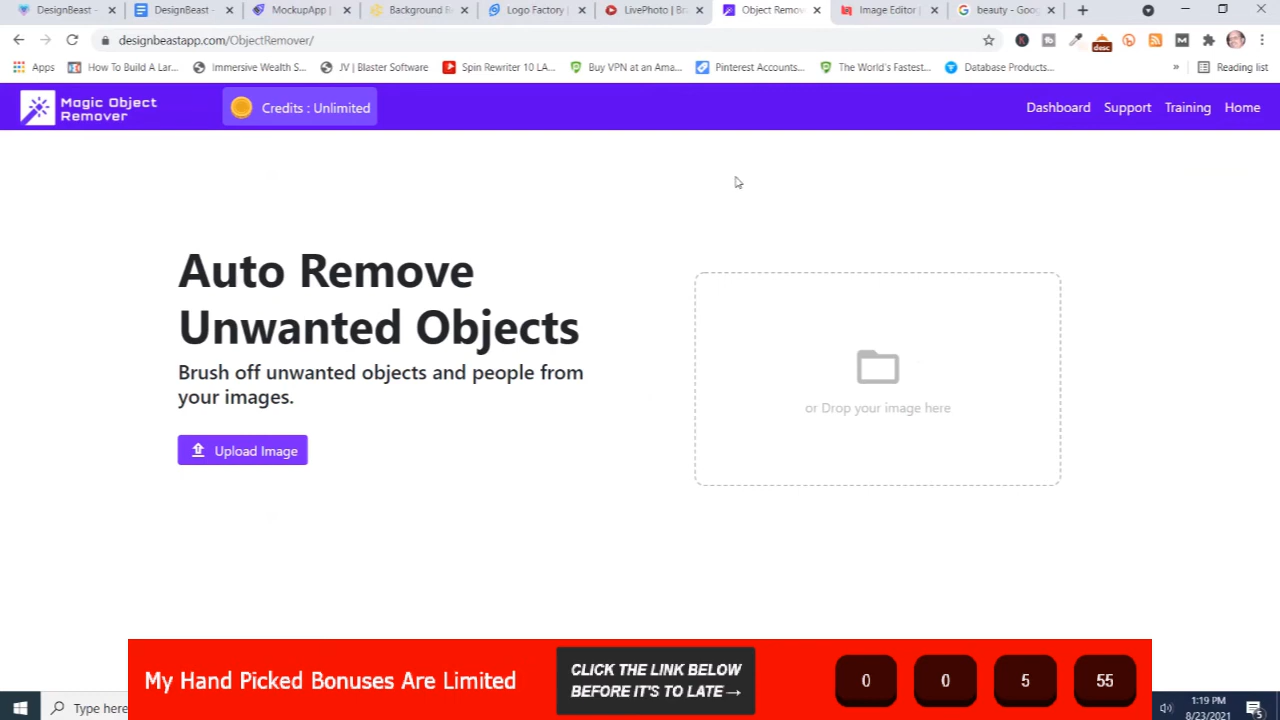 DesignBeast -
DesignBeast -
MockupApp |
Background
Logo Factory
LivePhoto |
Object Remov
Image Editor |
beauty - Goo
designbeastapp.com/ObjectRemover/
desc
Apps
How To Build A Lar...
Immersive Wealth S...
JV | Blaster Software
Spin Rewriter 10 LA...
Buy VPN at an Ama...
Pinterest Accounts...
The World's Fastest...
Database Products...
»
Reading list
Magic Object
Remover
Credits : Unlimited
Dashboard
Support
Training
Home
Auto Remove
Unwanted Objects
Brush off unwanted objects and people from
your images.
Upload Image
or Drop your image here
My Hand Picked Bonuses Are Limited
CLICK THE LINK BELOW
BEFORE IT'S TO LATE→
0
0
5
55
Type here
1:19 PM
8/23/2021
5